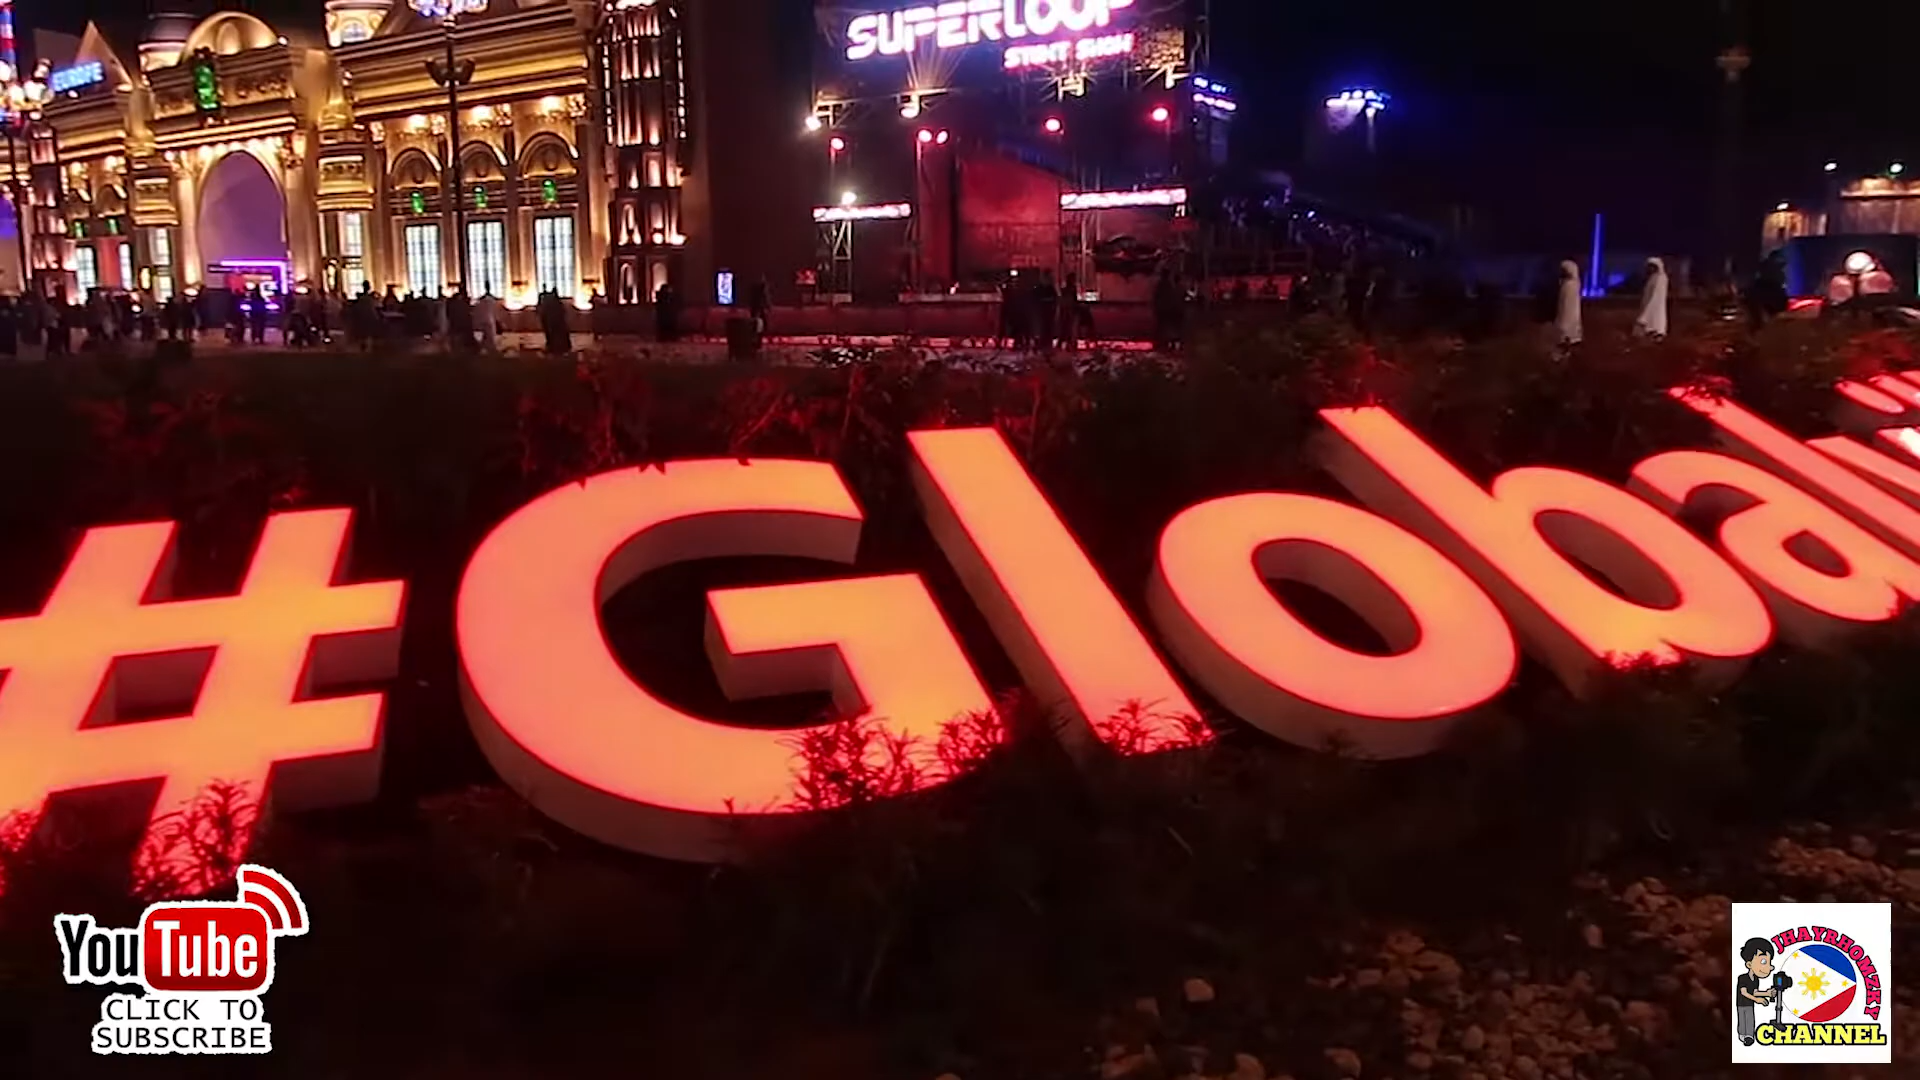 EUROPE
SUPERLOOP
STUNT SHOW
#Global
YouTube
CLICK TO
SUBSCRIBE
JHAYRHOMZKY
CHANNEL